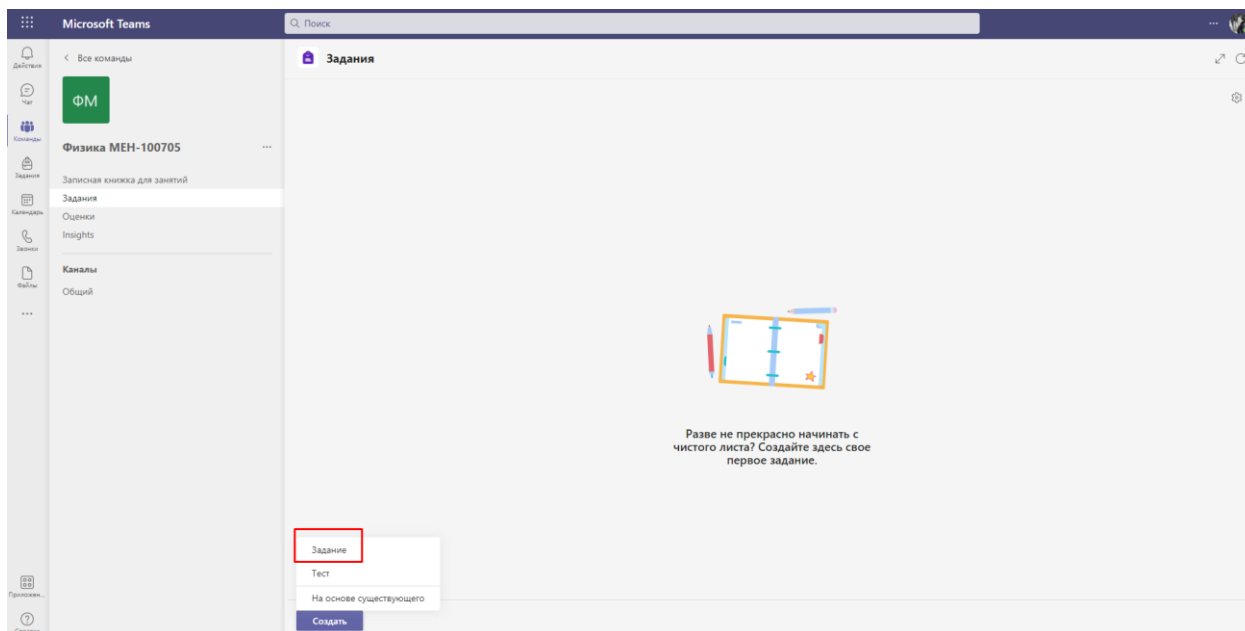 Microsoft Teams
Поиск
...
Действия
Чат
Команды
Задания
Календарь
Звонки
Файлы
...
Приложен...
Справка
Все команды
ФМ
Физика МЕН-100705
...
Записная книжка для занятий
Задания
Оценки
Insights
Каналы
Общий
Задания
Разве не прекрасно начинать с
чистого листа? Создайте здесь свое
первое задание.
Задание
Тест
На основе существующего
Создать